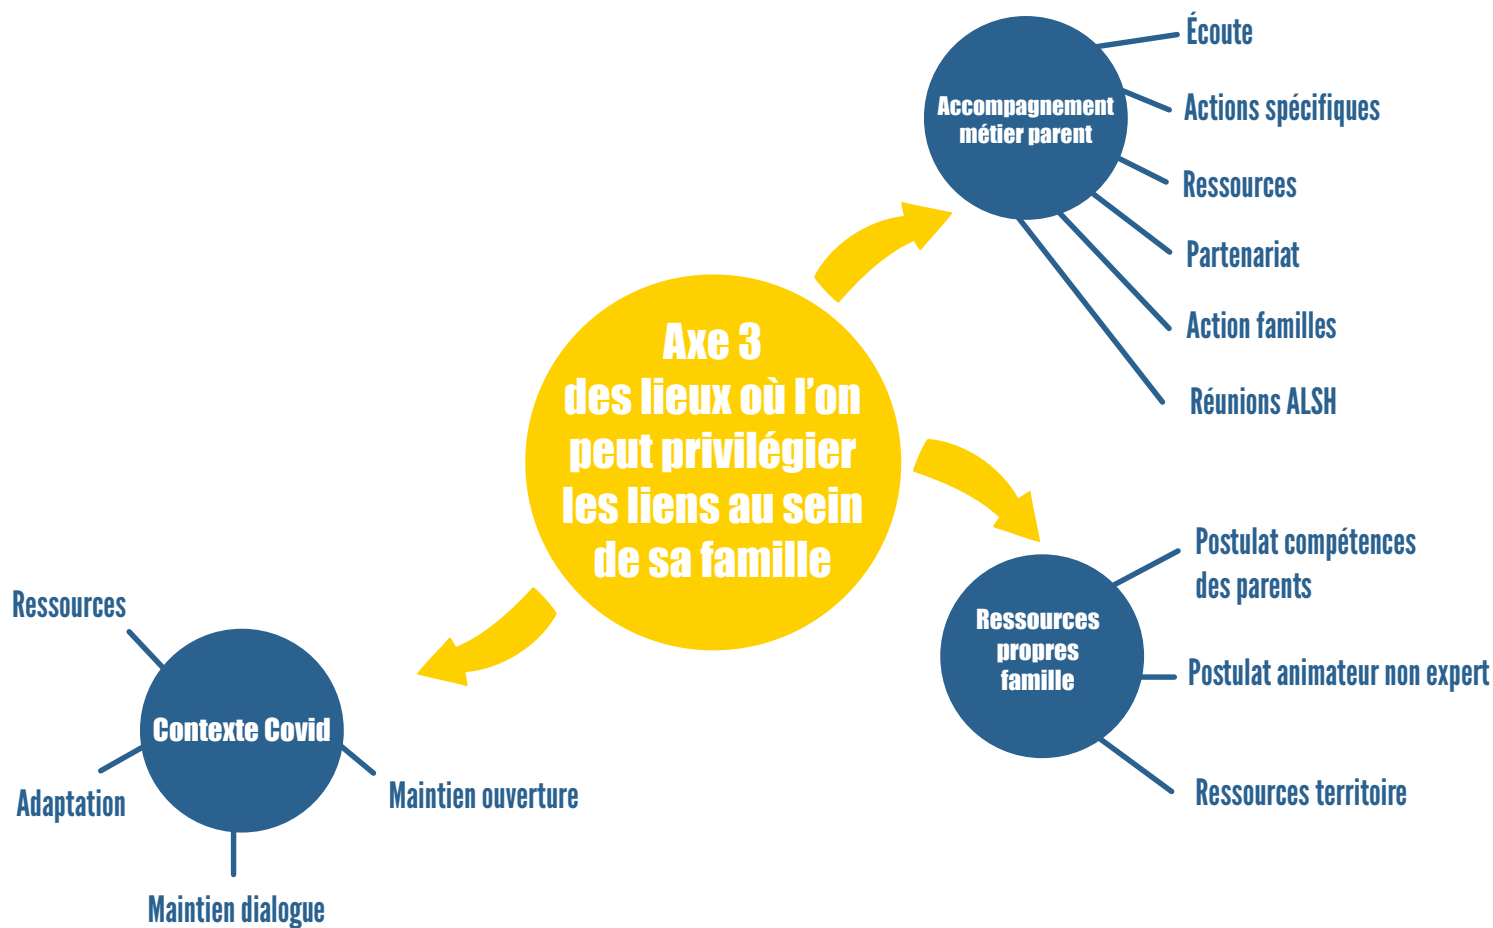 Axe 3
des lieux où l'on
peut privilégier
les liens au sein
de sa famille
Accompagnement
métier parent
Écoute
Actions spécifiques
Ressources
Partenariat
Action familles
Réunions ALSH
Ressources
propres
famille
Postulat compétences
des parents
Postulat animateur non expert
Ressources territoire
Contexte Covid
Ressources
Adaptation
Maintien dialogue
Maintien ouverture